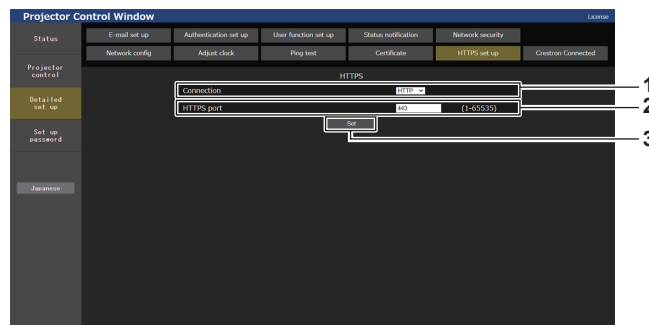 Projector Control Window License
Status
E-mail set up Authentication set up User function set up Status notification Network security
Network config Adjust clock Ping test Certificate HTTPS set up Crestron Connected
Projector
control
HTTPS
Connection HTTP 1
Detailed
set up
HTTPS port 443 (1-65535) 2
Set 3
Set up
password
Japanese